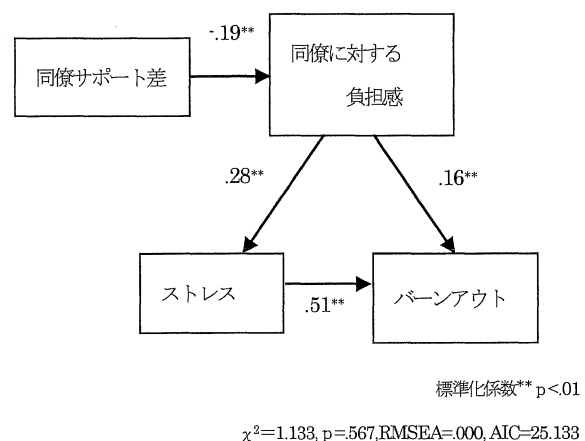 -.19**
同僚サポート差
同僚に対する
負担感
.28**
.16**
ストレス
.51**
バーンアウト
標準化係数** p<.01
χ²=1.133, p=.567,RMSEA=.000, AIC=25.133